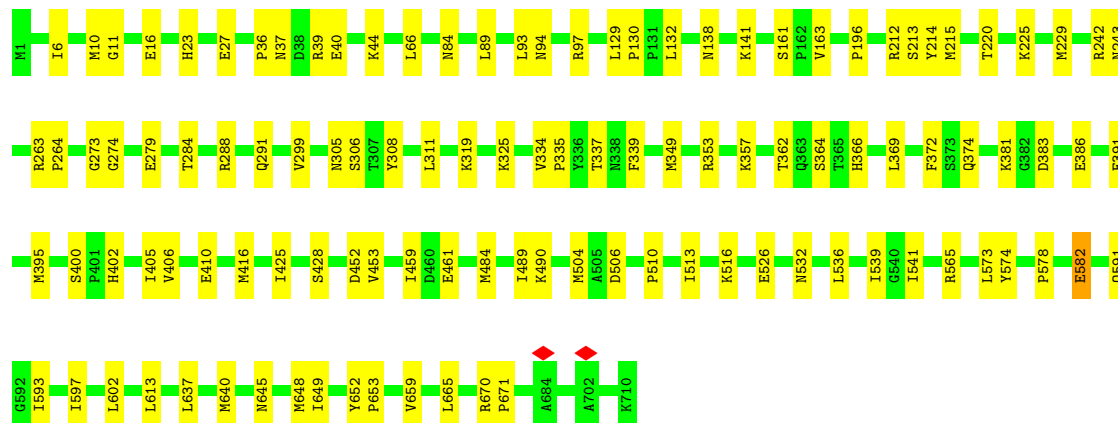 M1 I6 M10 G11 E16 H23 E27 P36 N37 D38 R39 E40 K44 L66 N84 L89 L93 N94 R97 L129 P130 P131 L132 N138 K141 S161 P162 V163 P196 R212 S213 Y214 M215 T220 K225 M229 R242
R263 P264 G273 G274 E279 T284 R288 Q291 V299 N305 S306 T307 Y308 L311 K319 K325 V334 P335 Y336 T337 N338 F339 M349 R353 K357 T362 Q363 S364 T365 H366 L369 F372 S373 Q374 K381 G382 D383 E386
M395 S400 P401 H402 I405 V406 E410 M416 I425 S428 D452 V453 I459 D460 E461 M484 I489 K490 M504 A505 D506 P510 I513 K516 E526 N532 L536 I539 G540 I541 R565 L573 Y574 P578 E582
G592 I593 I597 L602 L613 L637 M640 N645 M648 I649 Y652 P653 V659 L665 R670 P671 A684 A702 K710